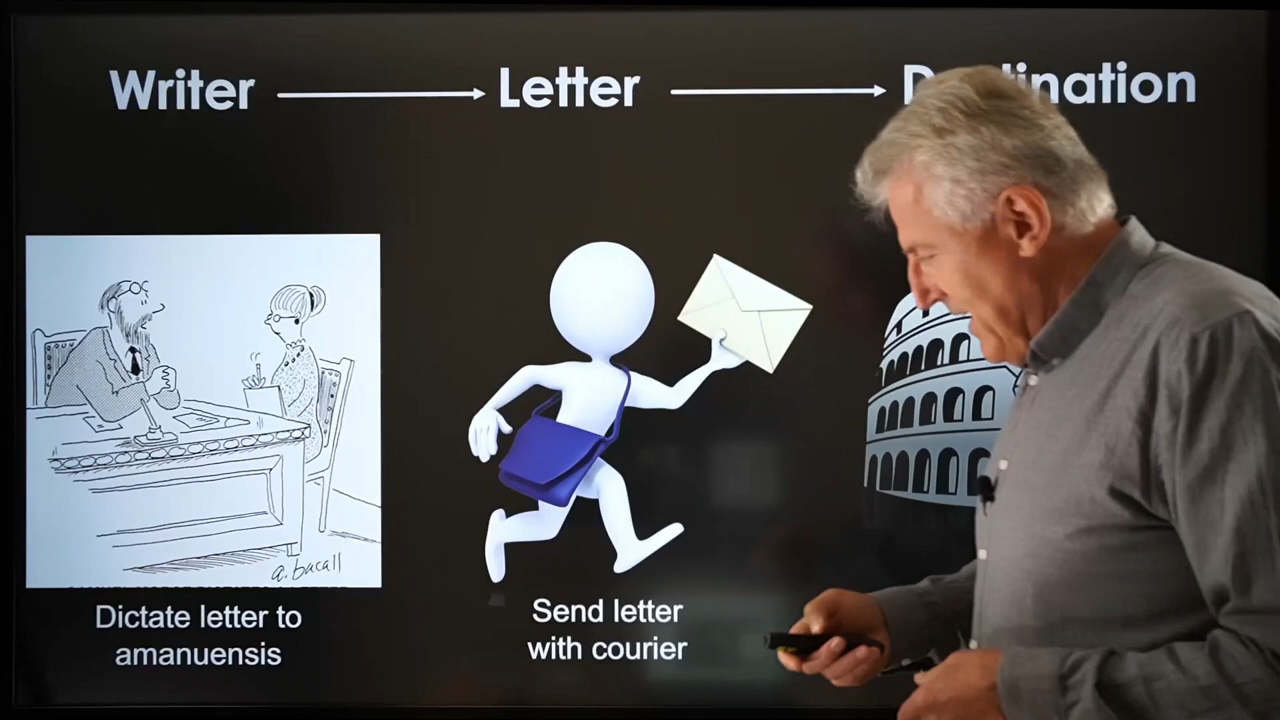 Writer
Letter
a.bacall
Dictate letter to
amanuensis
Send letter
with courier